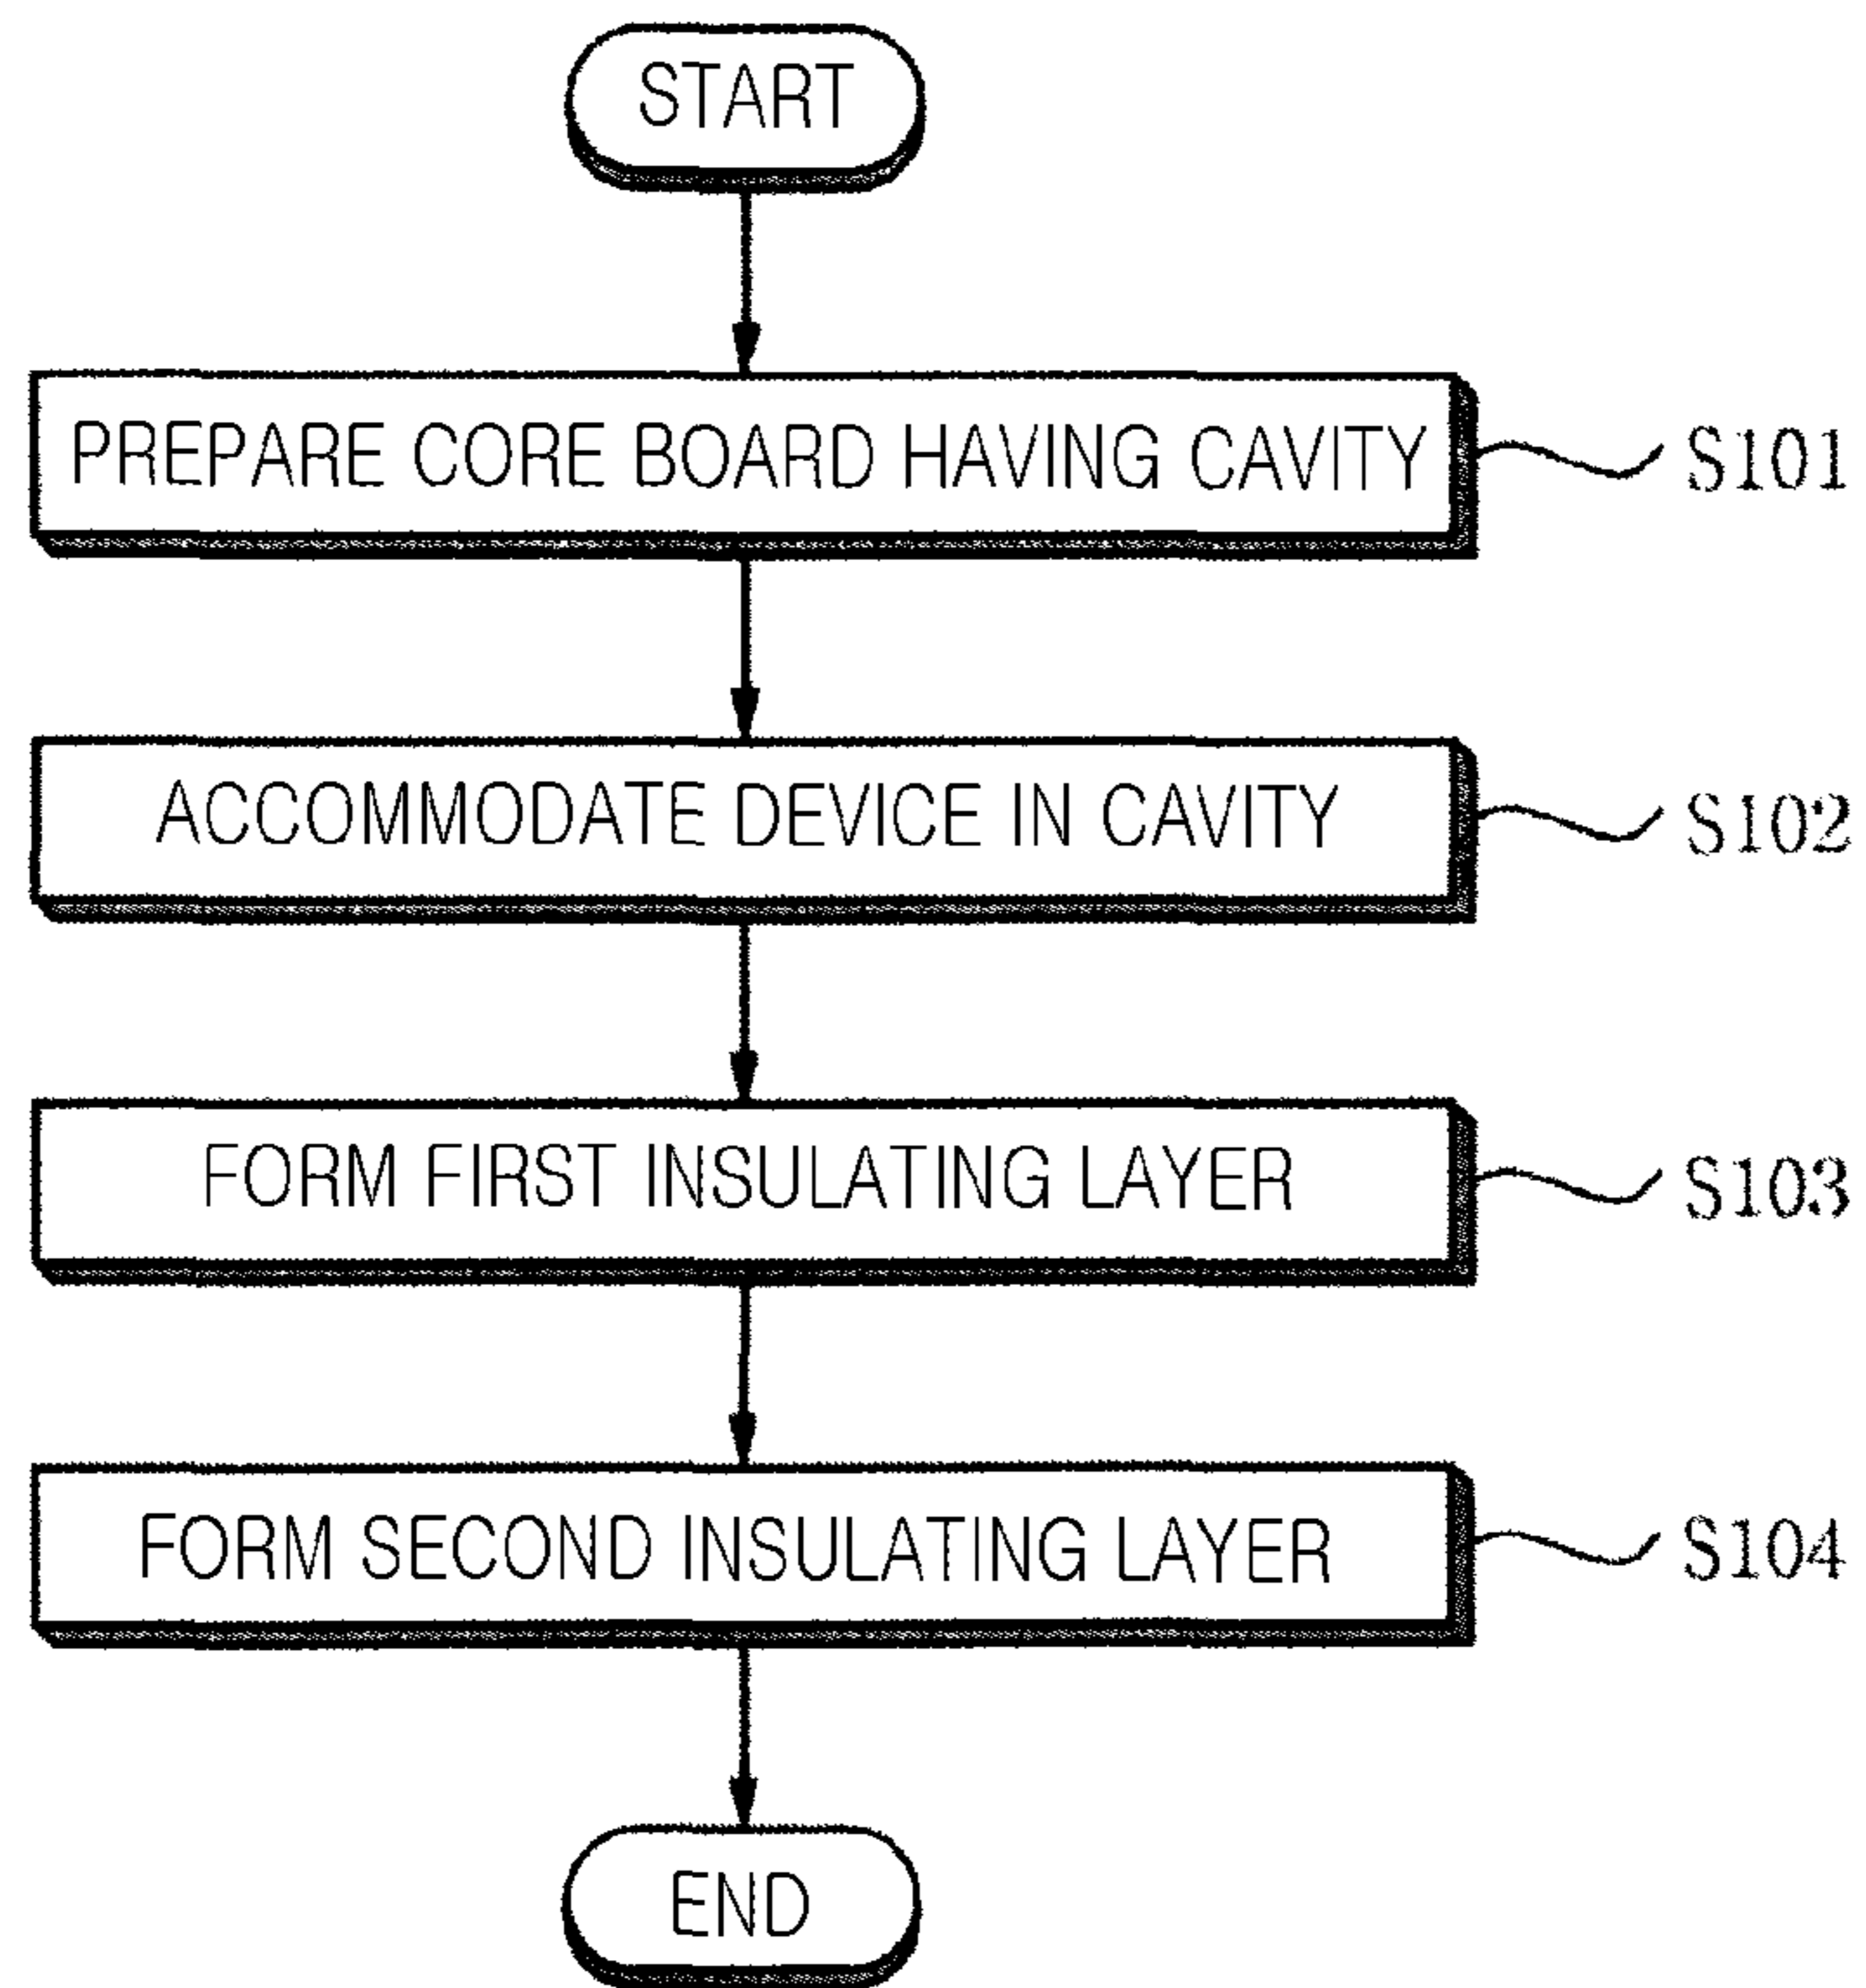 START
PREPARE CORE BOARD HAVING CAVITY S101
ACCOMMODATE DEVICE IN CAVITY S102
FORM FIRST INSULATING LAYER S103
FORM SECOND INSULATING LAYER S104
END